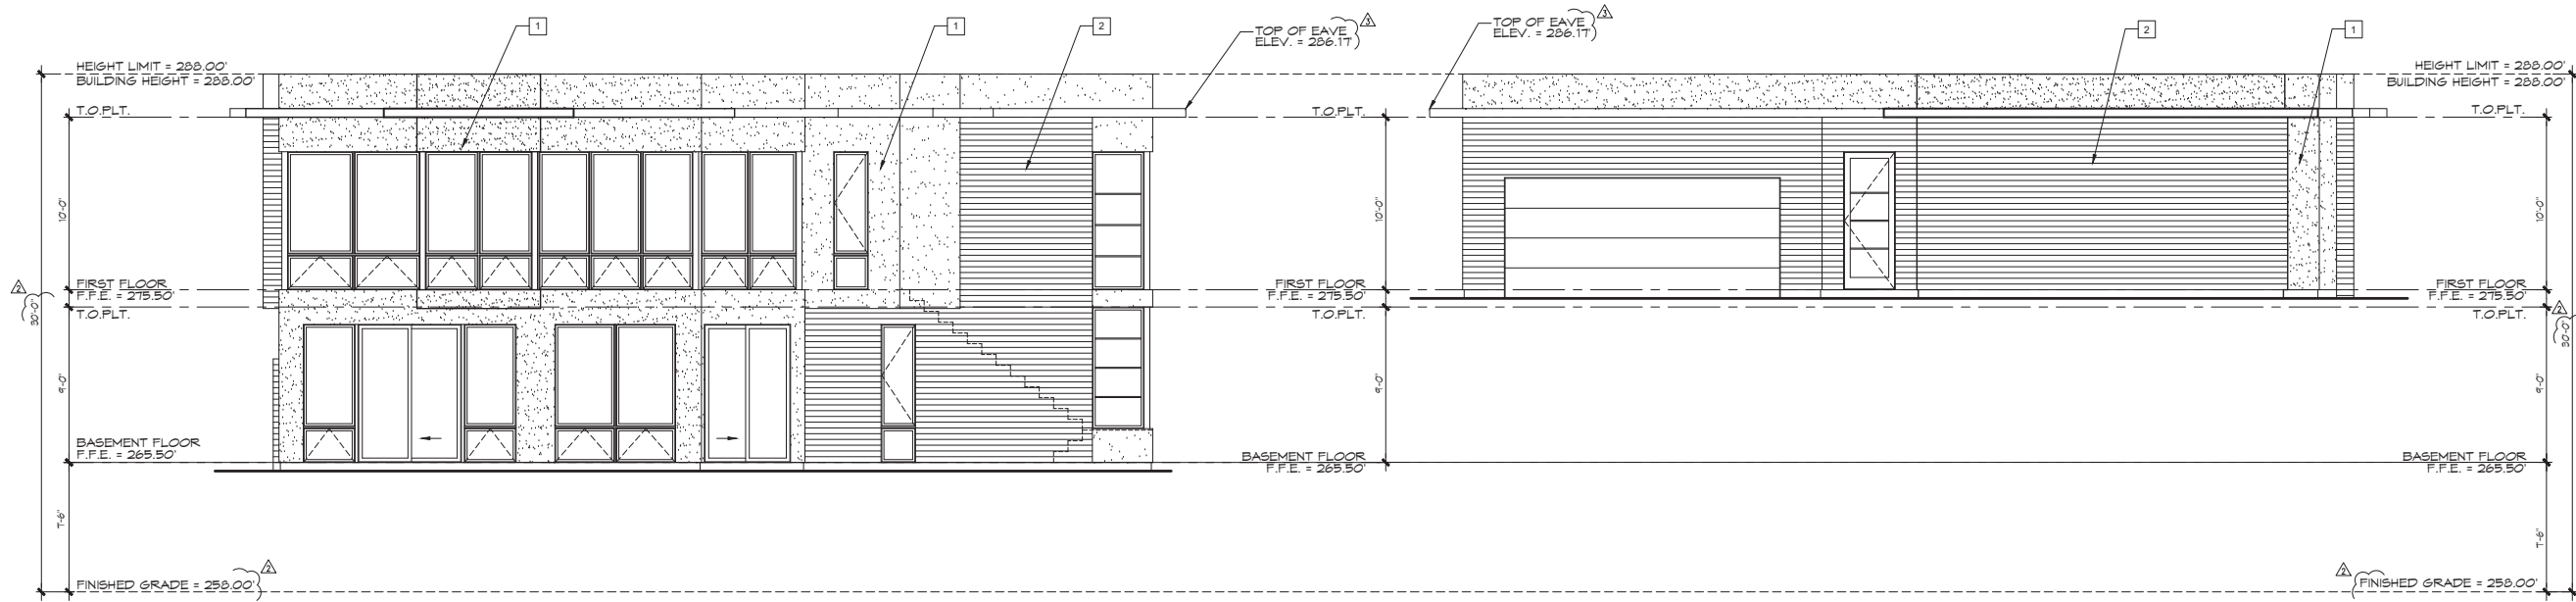 1
1
2
TOP OF EAVE
ELEV. = 286.17'
3
HEIGHT LIMIT = 288.00'
BUILDING HEIGHT = 288.00'
T.O.PLT.
10'-0"
FIRST FLOOR
F.F.E. = 275.50'
T.O.PLT.
2
30'-0"
9'-0"
BASEMENT FLOOR
F.F.E. = 265.50'
7'-6"
FINISHED GRADE = 258.00'
2
T.O.PLT.
10'-0"
FIRST FLOOR
F.F.E. = 275.50'
T.O.PLT.
9'-0"
BASEMENT FLOOR
F.F.E. = 265.50'
TOP OF EAVE
ELEV. = 286.17'
3
2
1
HEIGHT LIMIT = 288.00'
BUILDING HEIGHT = 288.00'
T.O.PLT.
10'-0"
FIRST FLOOR
F.F.E. = 275.50'
T.O.PLT.
2
30'-0"
9'-0"
BASEMENT FLOOR
F.F.E. = 265.50'
7'-6"
2
FINISHED GRADE = 258.00'